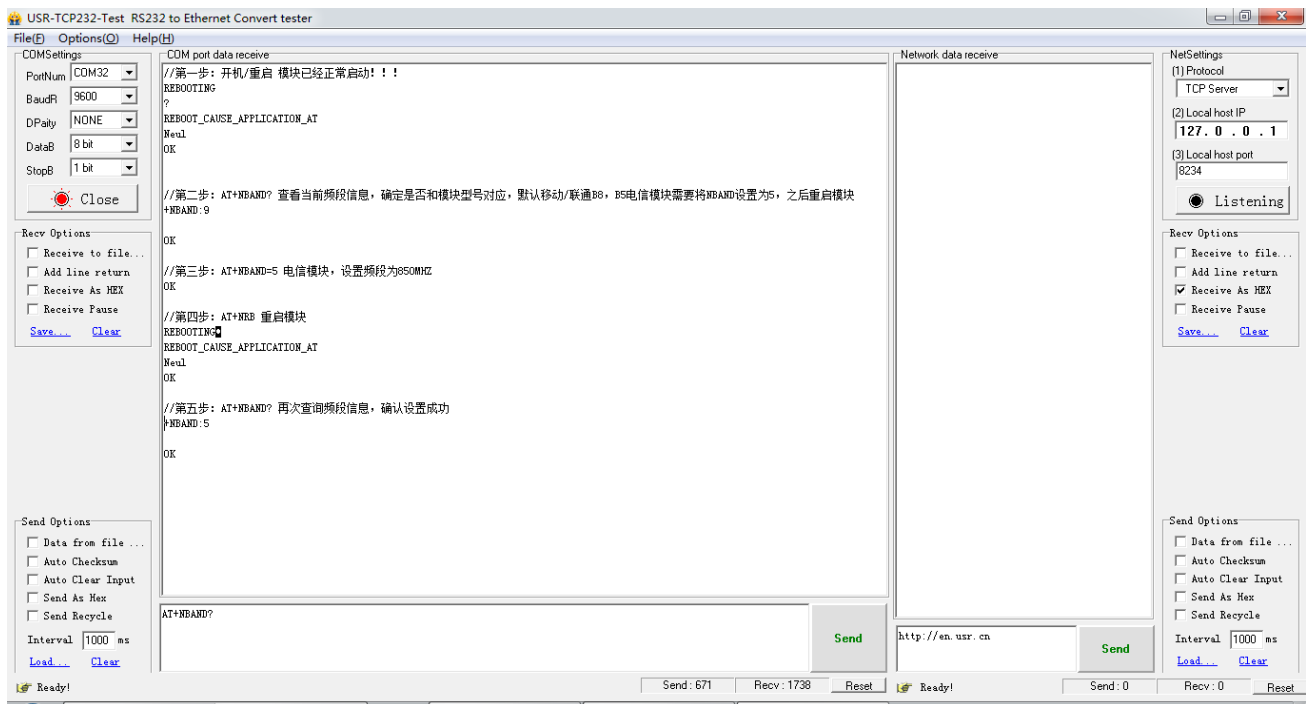 USR-TCP232-Test RS232 to Ethernet Convert tester
File(F) Options(O) Help(H)
COMSettings
PortNum COM32
BaudR 9600
DPaity NONE
DataB 8 bit
StopB 1 bit
Close
Recv Options
Receive to file...
Add line return
Receive As HEX
Receive Pause
Save... Clear
Send Options
Data from file ...
Auto Checksum
Auto Clear Input
Send As Hex
Send Recycle
Interval 1000 ms
Load... Clear
Ready!
COM port data receive
//第一步: 开机/重启 模块已经正常启动!!!
REBOOTING
?
REBOOT_CAUSE_APPLICATION_AT
Neul
OK
//第二步: AT+NBAND? 查看当前频段信息，确定是否和模块型号对应，默认移动/联通B8，B5电信模块需要将NBAND设置为5，之后重启模块
+NBAND:9
OK
//第三步: AT+NBAND=5 电信模块，设置频段为850MHZ
OK
//第四步: AT+NRB 重启模块
REBOOTING
REBOOT_CAUSE_APPLICATION_AT
Neul
OK
//第五步: AT+NBAND? 再次查询频段信息，确认设置成功
+NBAND:5
OK
AT+NBAND?
Send
Send : 671 Recv : 1738 Reset
Network data receive
http://en.usr.cn
Send
Ready! Send : 0 Recv : 0 Reset
NetSettings
(1) Protocol
TCP Server
(2) Local host IP
127. 0 . 0 . 1
(3) Local host port
8234
Listening
Recv Options
Receive to file...
Add line return
Receive As HEX
Receive Pause
Save... Clear
Send Options
Data from file ...
Auto Checksum
Auto Clear Input
Send As Hex
Send Recycle
Interval 1000 ms
Load... Clear